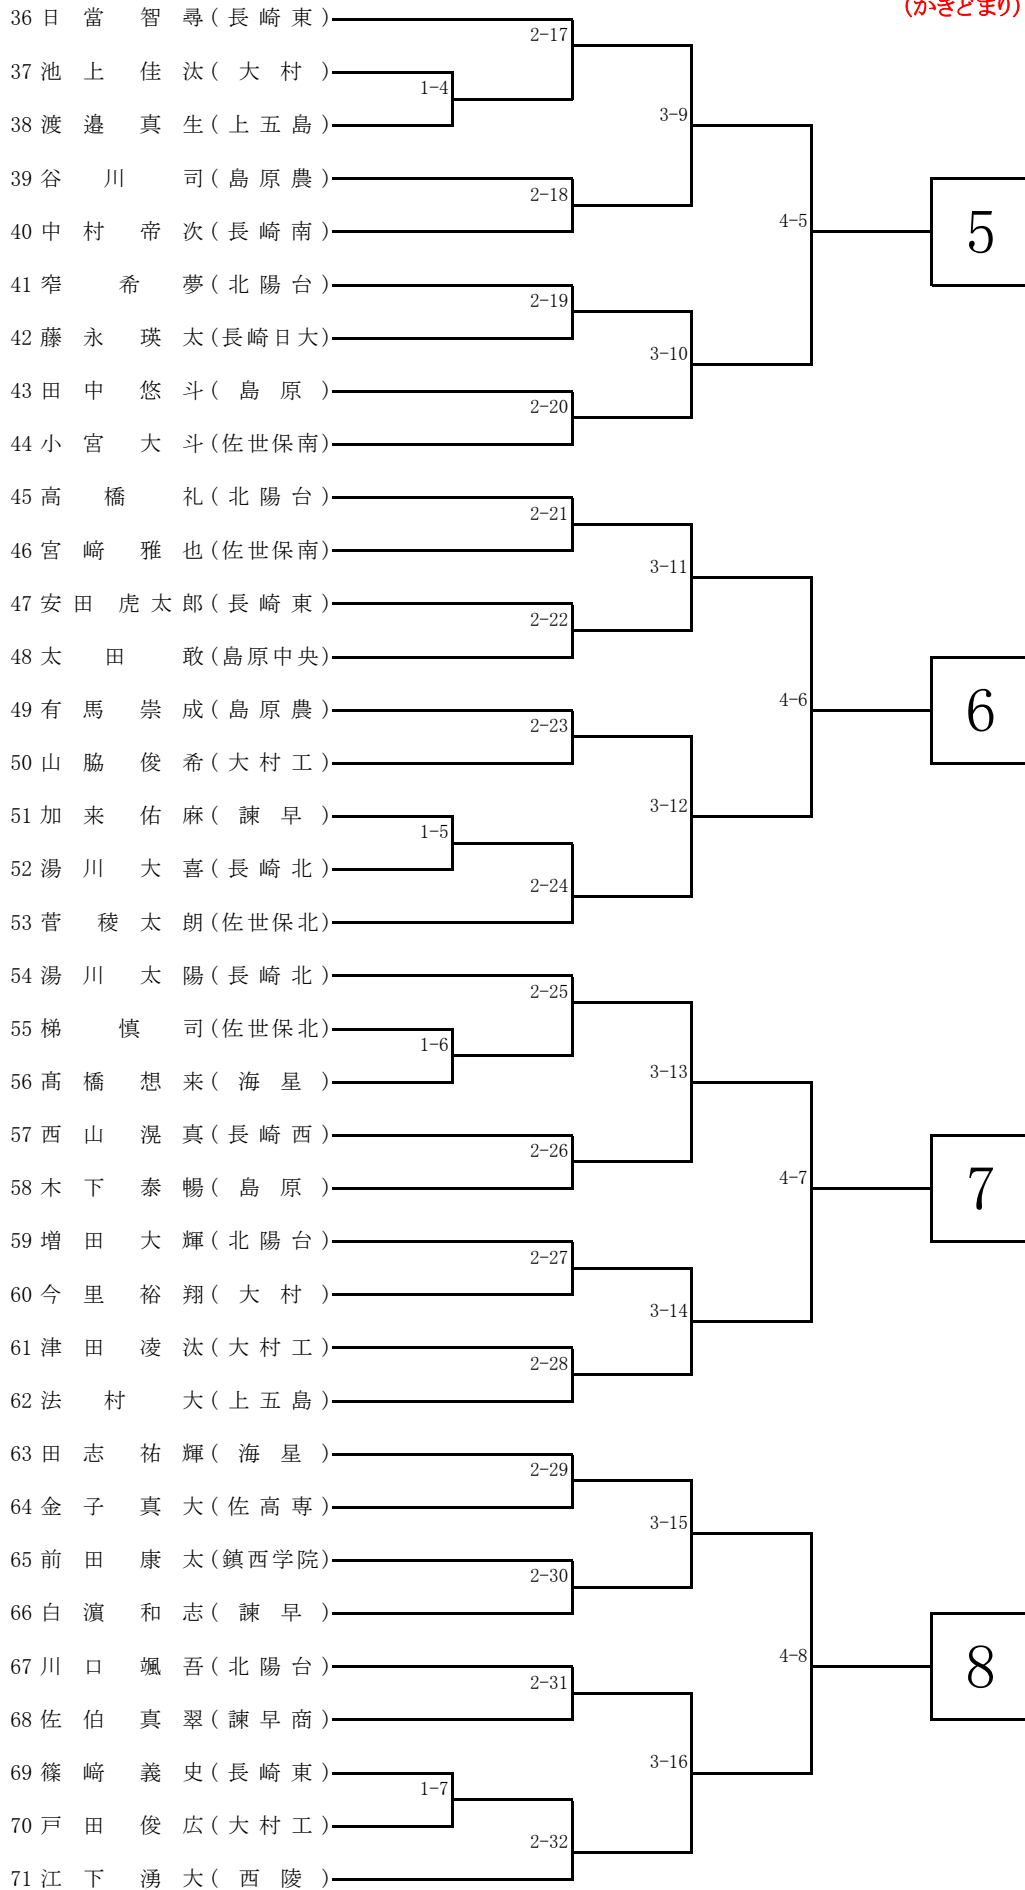 (かきどまり)
36 日當智尋(長崎東)
2-17
37 池上佳汰(大村)
1-4
38 渡邉真生(上五島)
3-9
39 谷川司(島原農)
2-18
40 中村帝次(長崎南)
4-5
5
41 窄希夢(北陽台)
2-19
42 藤永瑛太(長崎日大)
3-10
43 田中悠斗(島原)
2-20
44 小宮大斗(佐世保南)
45 高橋礼(北陽台)
2-21
46 宮﨑雅也(佐世保南)
3-11
47 安田虎太郎(長崎東)
2-22
48 太田敢(島原中央)
4-6
6
49 有馬崇成(島原農)
2-23
50 山脇俊希(大村工)
3-12
51 加来佑麻(諫早)
1-5
52 湯川大喜(長崎北)
2-24
53 菅稜太朗(佐世保北)
54 湯川太陽(長崎北)
2-25
55 梯慎司(佐世保北)
1-6
56 髙橋想来(海星)
3-13
57 西山滉真(長崎西)
2-26
58 木下泰暢(島原)
4-7
7
59 増田大輝(北陽台)
2-27
60 今里裕翔(大村)
3-14
61 津田凌汰(大村工)
2-28
62 法村大(上五島)
63 田志祐輝(海星)
2-29
64 金子真大(佐高専)
3-15
65 前田康太(鎮西学院)
2-30
66 白濵和志(諫早)
4-8
8
67 川口颯吾(北陽台)
2-31
68 佐伯真翠(諫早商)
3-16
69 篠﨑義史(長崎東)
1-7
70 戸田俊広(大村工)
2-32
71 江下湧大(西陵)